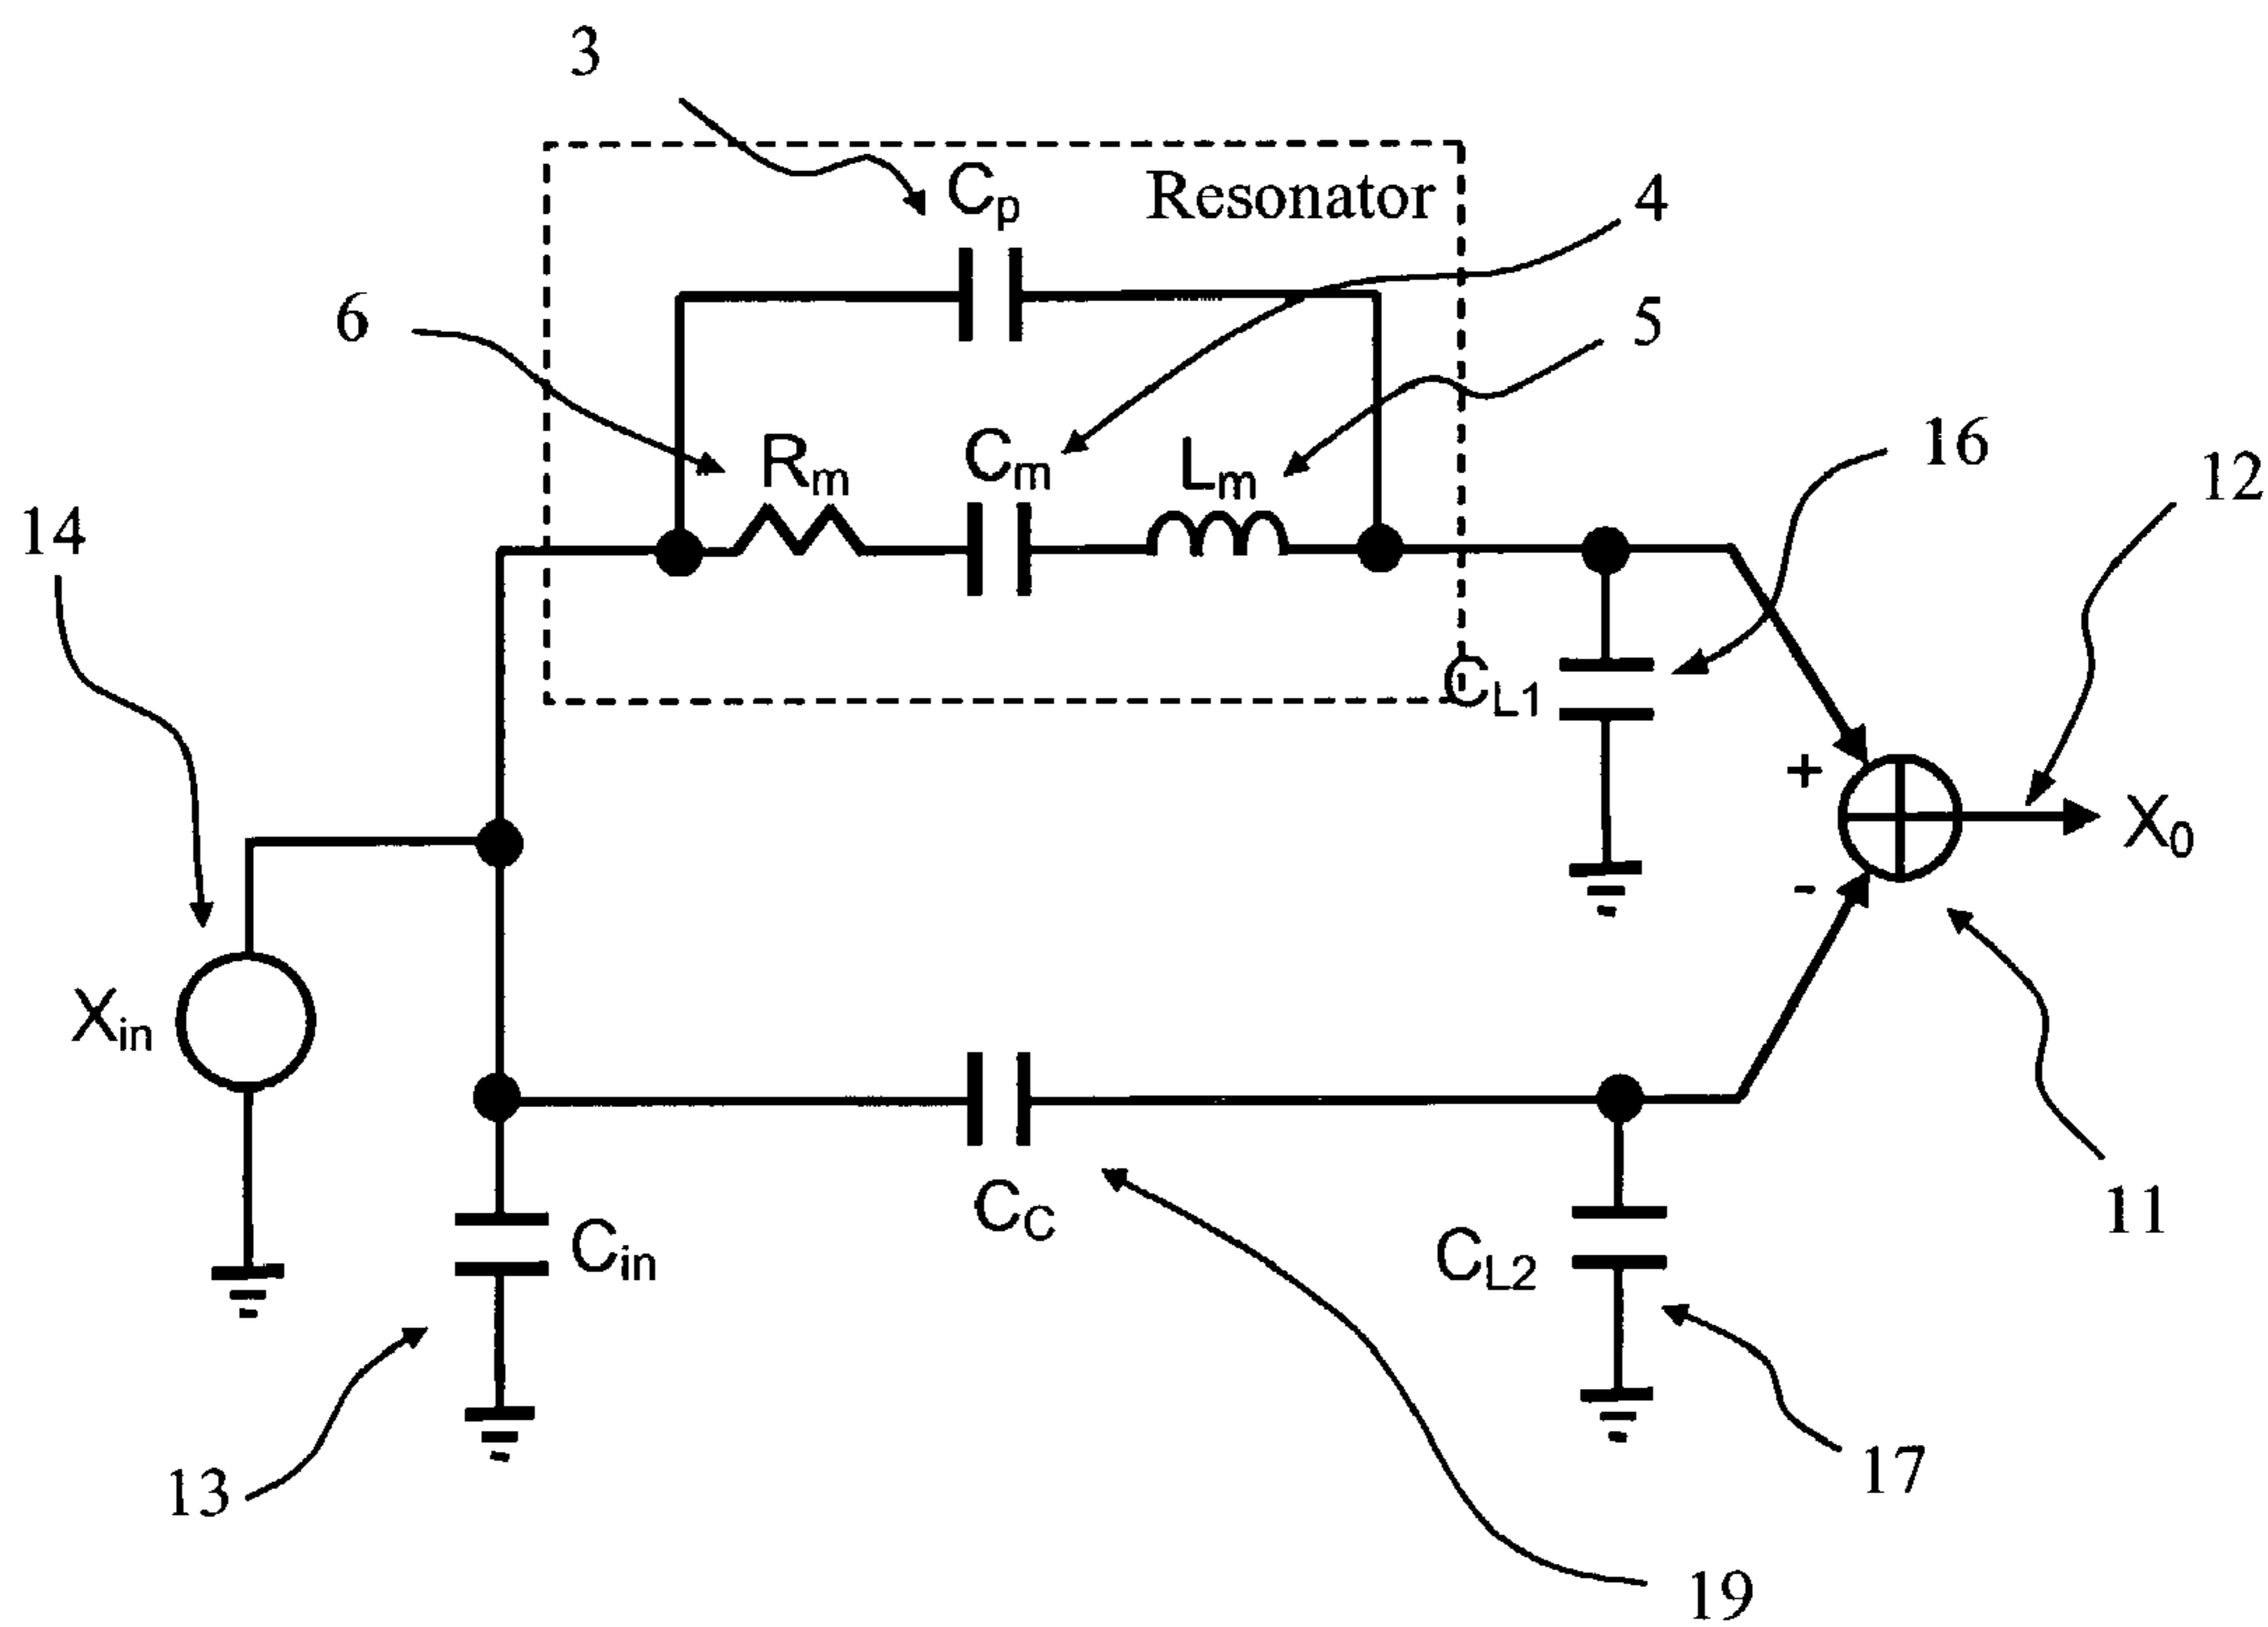 3
Cp
Resonator
4
6
5
Rm
Cm
Lm
16
12
14
CL1
+
X0
-
Xin
CC
11
Cin
CL2
13
17
19